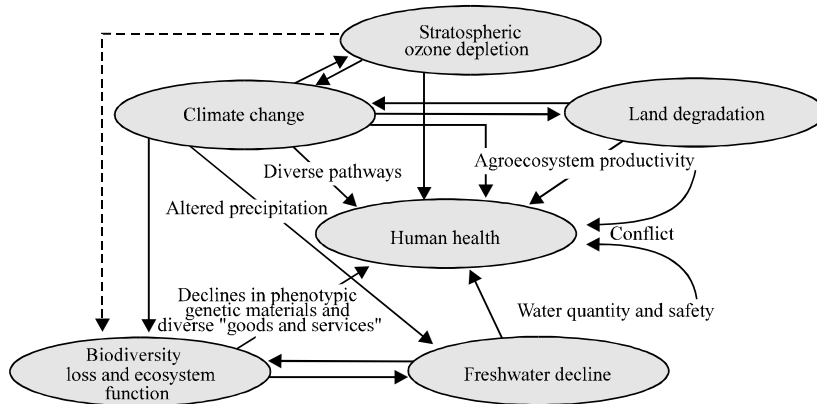 Stratospheric
ozone depletion
Climate change
Land degradation
Agroecosystem productivity
Diverse pathways
Altered precipitation
Human health
Conflict
Declines in phenotypic
genetic materials and
diverse "goods and services"
Water quantity and safety
Biodiversity
loss and ecosystem
function
Freshwater decline